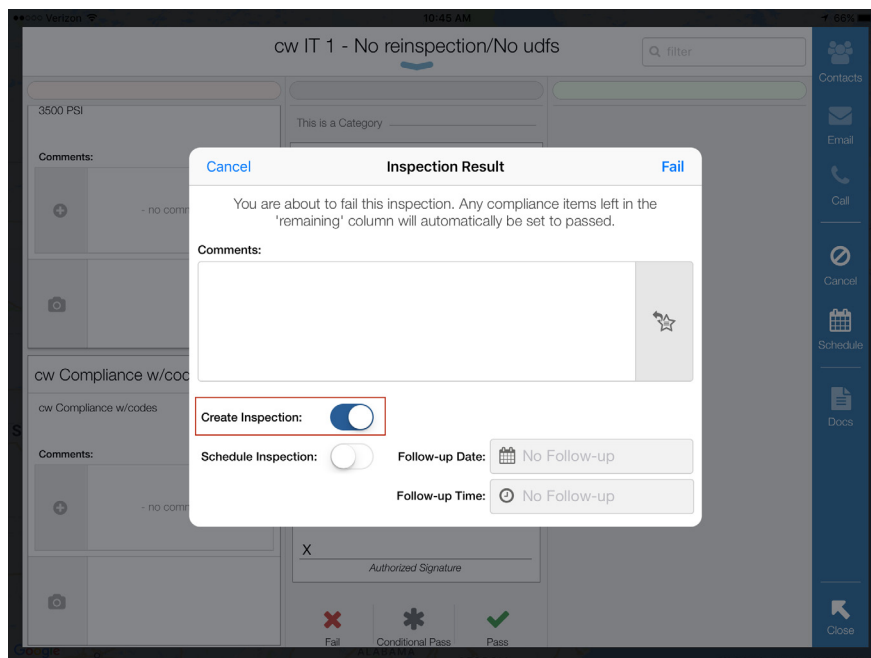 Verizon 10:45 AM 66%
cw IT 1 - No reinspection/No udfs
filter
Contacts
Email
Call
Cancel
Schedule
Docs
Close
3500 PSI
Comments:
- no comm
cw Compliance w/cod
cw Compliance w/codes
Comments:
- no comm
This is a Category
Cancel Inspection Result Fail
You are about to fail this inspection. Any compliance items left in the
'remaining' column will automatically be set to passed.
Comments:
Create Inspection:
Schedule Inspection: Follow-up Date: No Follow-up
Follow-up Time: No Follow-up
X
Authorized Signature
Fail Conditional Pass Pass
Google
ALABAMA